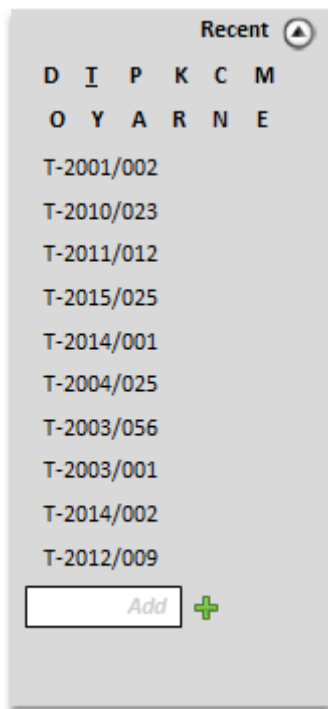 Recent
D T P K C M
O Y A R N E
T-2001/002
T-2010/023
T-2011/012
T-2015/025
T-2014/001
T-2004/025
T-2003/056
T-2003/001
T-2014/002
T-2012/009
Add